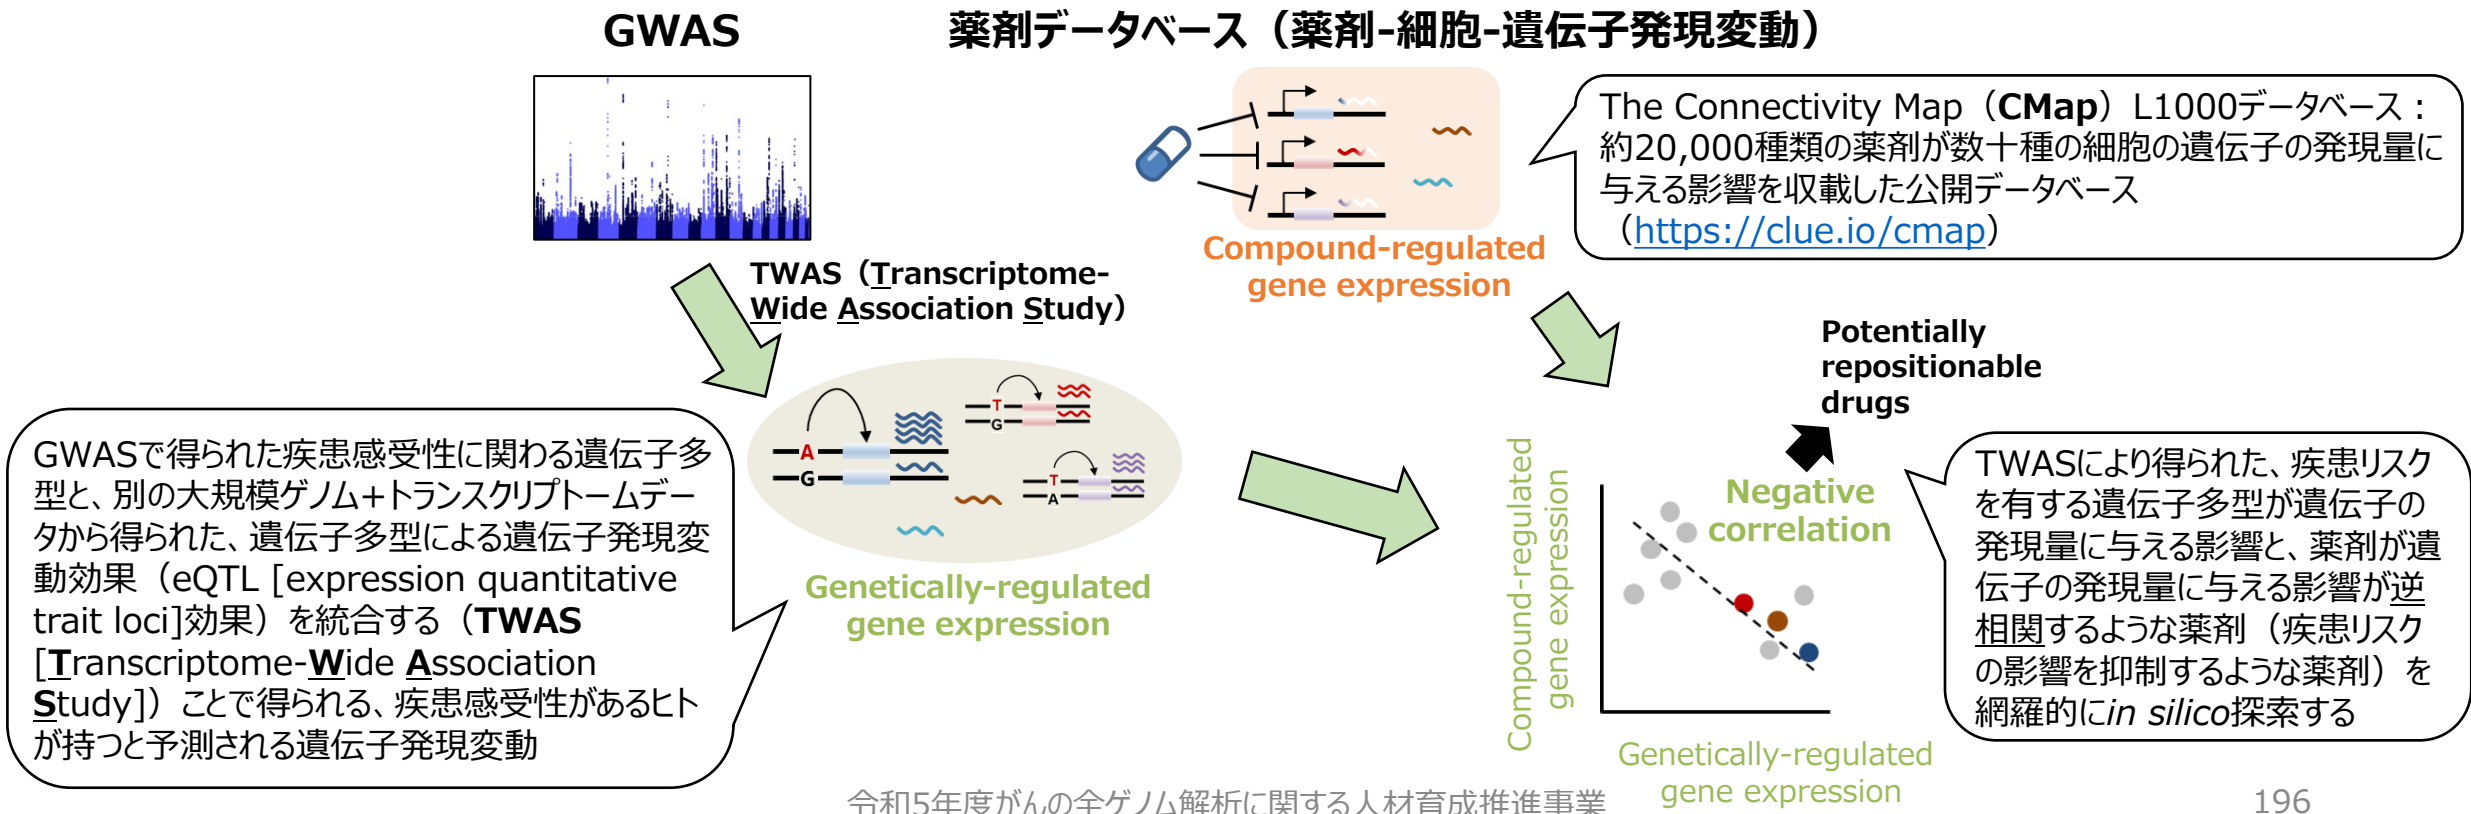 GWAS
薬剤データベース（薬剤-細胞-遺伝子発現変動）
The Connectivity Map（CMap）L1000データベース：
約20,000種類の薬剤が数十種の細胞の遺伝子の発現量に
与える影響を収載した公開データベース
（https://clue.io/cmap）
Compound-regulated
gene expression
TWAS（Transcriptome-
Wide Association Study）
Potentially
repositionable
drugs
GWASで得られた疾患感受性に関わる遺伝子多
型と、別の大規模ゲノム+トランスクリプトームデー
タから得られた、遺伝子多型による遺伝子発現変
動効果（eQTL [expression quantitative
trait loci]効果）を統合する（TWAS
[Transcriptome-Wide Association
Study]）ことで得られる、疾患感受性があるヒト
が持つと予測される遺伝子発現変動
A
G
T
G
T
A
Genetically-regulated
gene expression
Compound-regulated
gene expression
Negative
correlation
Genetically-regulated
gene expression
TWASにより得られた、疾患リスク
を有する遺伝子多型が遺伝子の
発現量に与える影響と、薬剤が遺
伝子の発現量に与える影響が逆
相関するような薬剤（疾患リスク
の影響を抑制するような薬剤）を
網羅的にin silico探索する
令和5年度がんの全ゲノム解析に関する人材育成推進事業
196